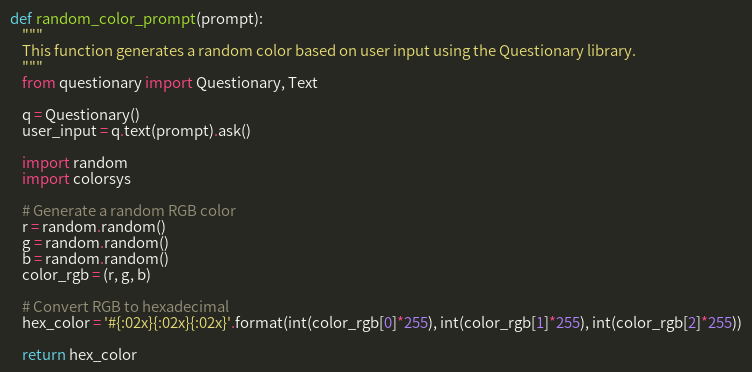 def random_color_prompt(prompt):
    """
    This function generates a random color based on user input using the Questionary library.
    """
    from questionary import Questionary, Text

    q = Questionary()
    user_input = q.text(prompt).ask()

    import random
    import colorsys

    # Generate a random RGB color
    r = random.random()
    g = random.random()
    b = random.random()
    color_rgb = (r, g, b)

    # Convert RGB to hexadecimal
    hex_color = '#{:02x}{:02x}{:02x}'.format(int(color_rgb[0]*255), int(color_rgb[1]*255), int(color_rgb[2]*255))

    return hex_color